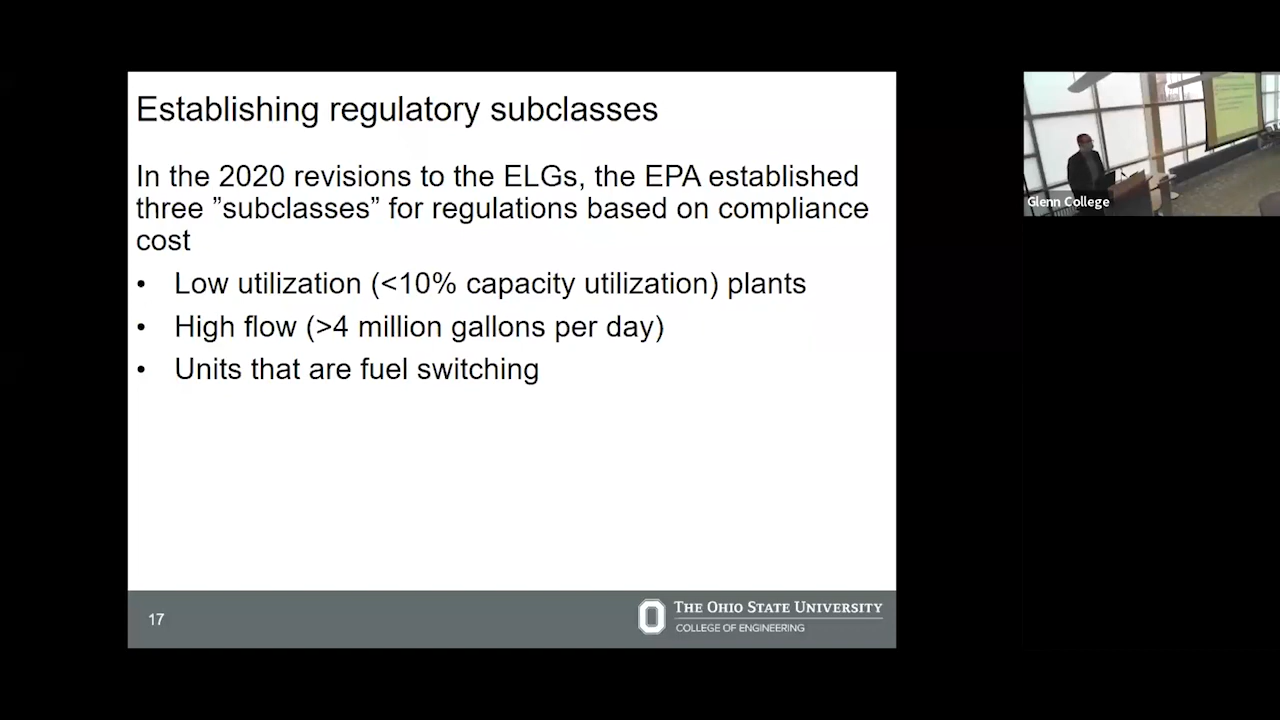 Establishing regulatory subclasses
In the 2020 revisions to the ELGs, the EPA established
three ”subclasses” for regulations based on compliance
cost
• Low utilization (<10% capacity utilization) plants
• High flow (>4 million gallons per day)
• Units that are fuel switching
17
THE OHIO STATE UNIVERSITY
COLLEGE OF ENGINEERING
Glenn College